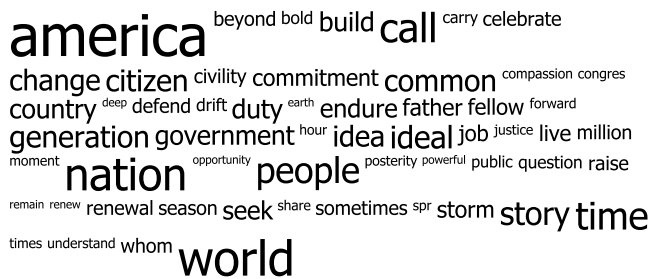 america beyond bold build call carry celebrate
change citizen civility commitment common compassion congres
country deep defend drift duty earth endure father fellow forward
generation government hour idea ideal job justice live million
moment nation opportunity people posterity powerful public question raise
remain renew renewal season seek share sometimes spr storm story time
times understand whom world